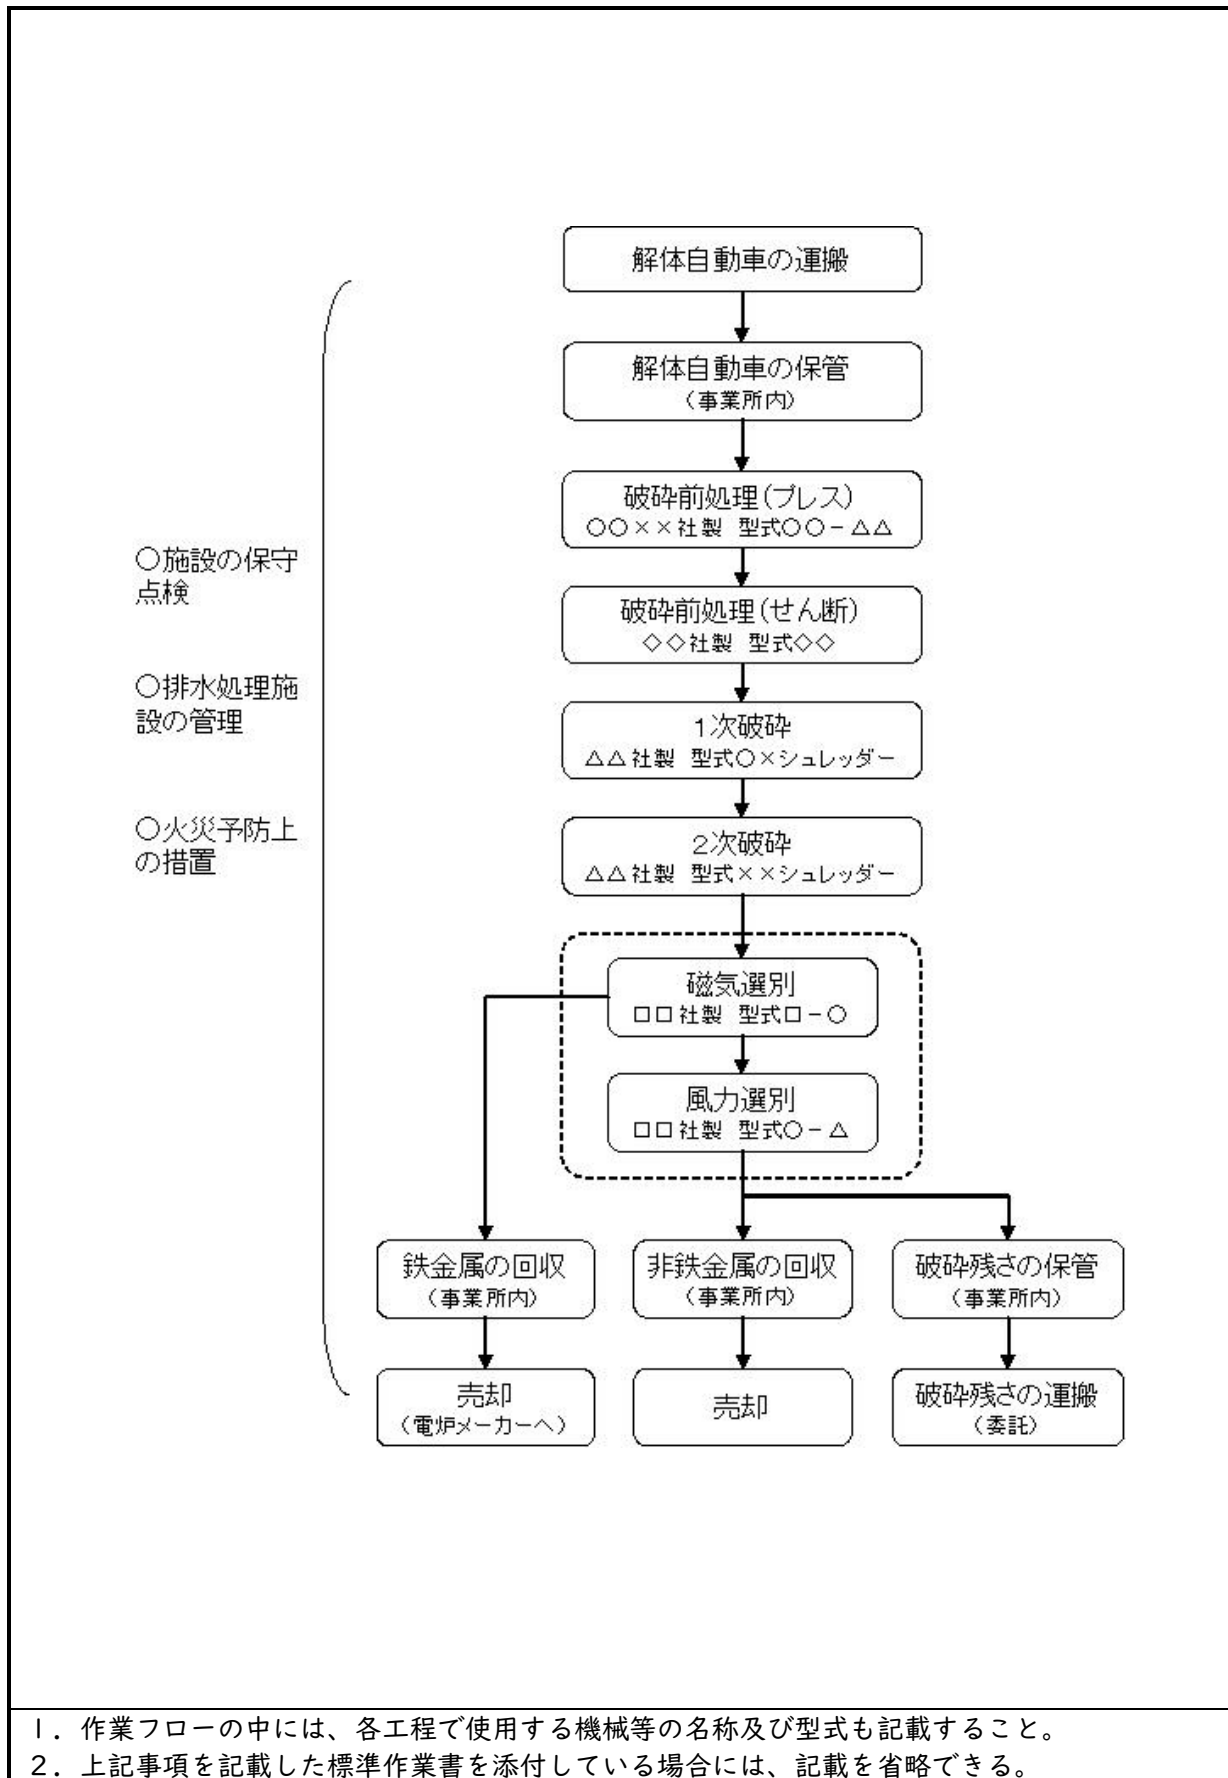 解体自動車の運搬
解体自動車の保管
（事業所内）
破砕前処理（プレス）
〇〇××社製 型式〇〇－△△
破砕前処理（せん断）
◇◇社製 型式◇◇
1次破砕
△△社製 型式〇×シュレッダー
2次破砕
△△社製 型式××シュレッダー
磁気選別
□□社製 型式□－〇
風力選別
□□社製 型式〇－△
〇施設の保守
点検
〇排水処理施
設の管理
〇火災予防上
の措置
鉄金属の回収
（事業所内）
非鉄金属の回収
（事業所内）
破砕残さの保管
（事業所内）
売却
（電炉メーカーへ）
売却
破砕残さの運搬
（委託）
１．作業フローの中には、各工程で使用する機械等の名称及び型式も記載すること。
２．上記事項を記載した標準作業書を添付している場合には、記載を省略できる。